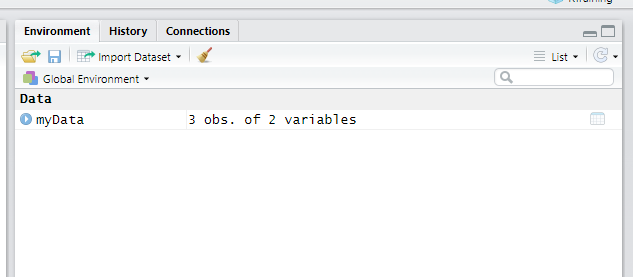 Environment History Connections
Import Dataset List
Global Environment
Data
myData 3 obs. of 2 variables